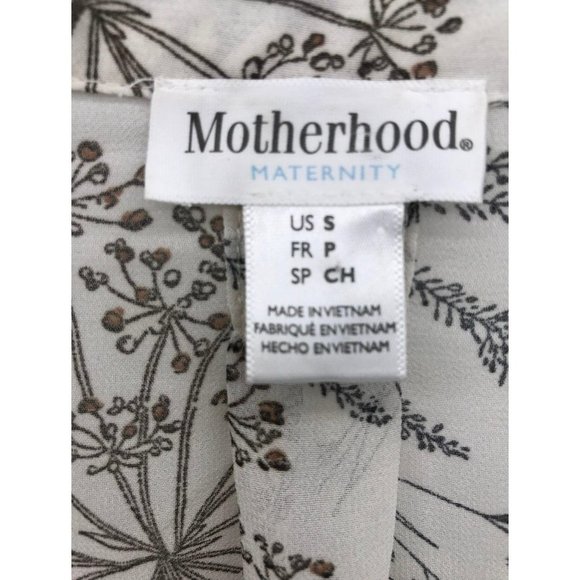 Motherhood®
MATERNITY
US S
FR P
SP CH
MADE IN VIETNAM
FABRIQUÉ EN VIETNAM
HECHO EN VIETNAM